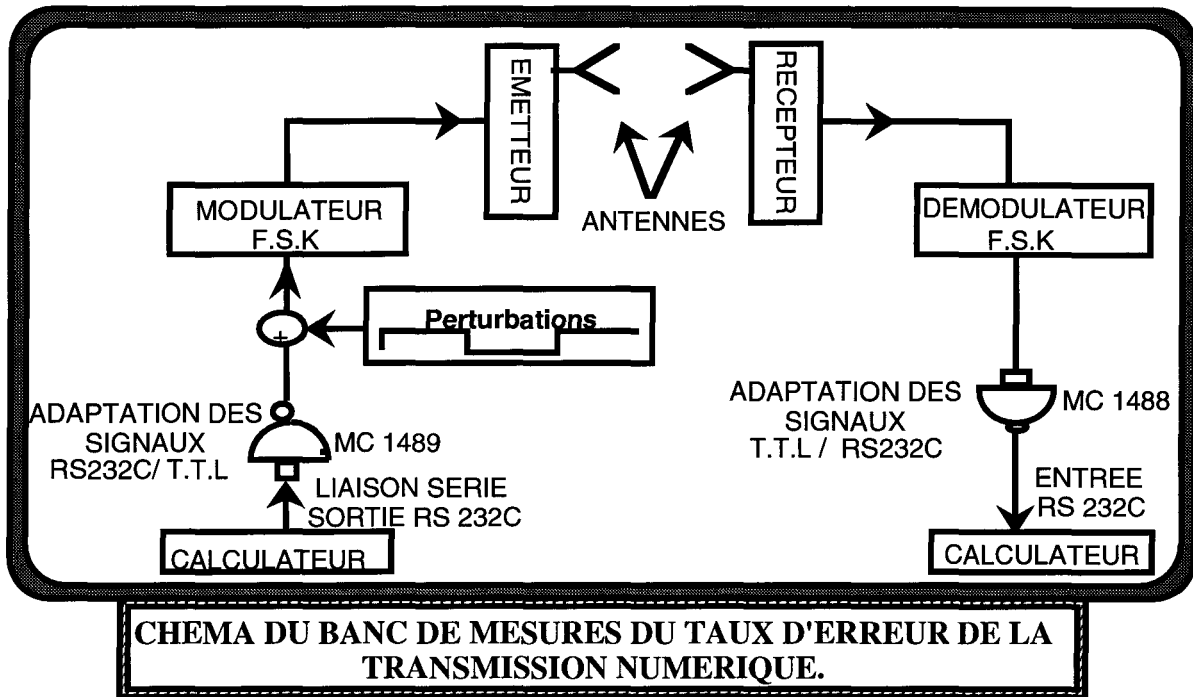 EMETTEUR
RECEPTEUR
ANTENNES
MODULATEUR
F.S.K
DEMODULATEUR
F.S.K
Perturbations
+
ADAPTATION DES
SIGNAUX
RS232C/ T.T.L
MC 1489
LIAISON SERIE
SORTIE RS 232C
CALCULATEUR
ADAPTATION DES
SIGNAUX
T.T.L / RS232C
MC 1488
ENTREE
RS 232C
CALCULATEUR
CHEMA DU BANC DE MESURES DU TAUX D'ERREUR DE LA
TRANSMISSION NUMERIQUE.